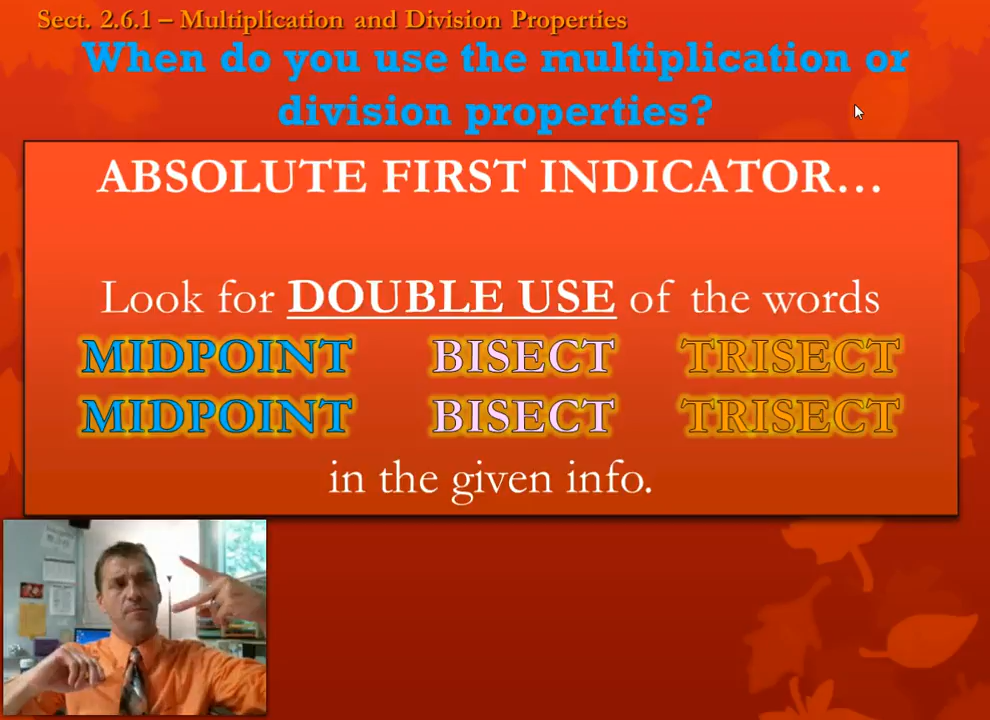 Sect. 2.6.1 – Multiplication and Division Properties
When do you use the multiplication or
division properties?
ABSOLUTE FIRST INDICATOR…
Look for DOUBLE USE of the words
MIDPOINT BISECT TRISECT
MIDPOINT BISECT TRISECT
in the given info.